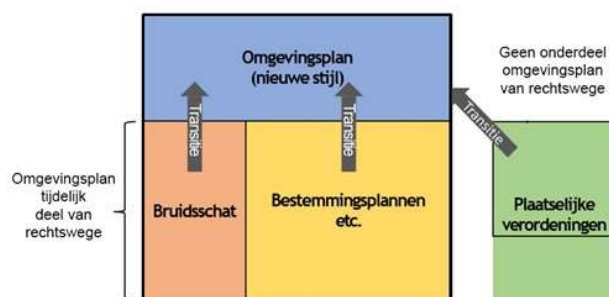 Omgevingsplan
(nieuwe stijl)
Geen onderdeel
omgevingsplan
van rechtswege
Transitie
Transitie
Transitie
Omgevingsplan
tijdelijk
deel van
rechtswege
Bruidsschat
Bestemmingsplannen
etc.
Plaatselijke
verordeningen